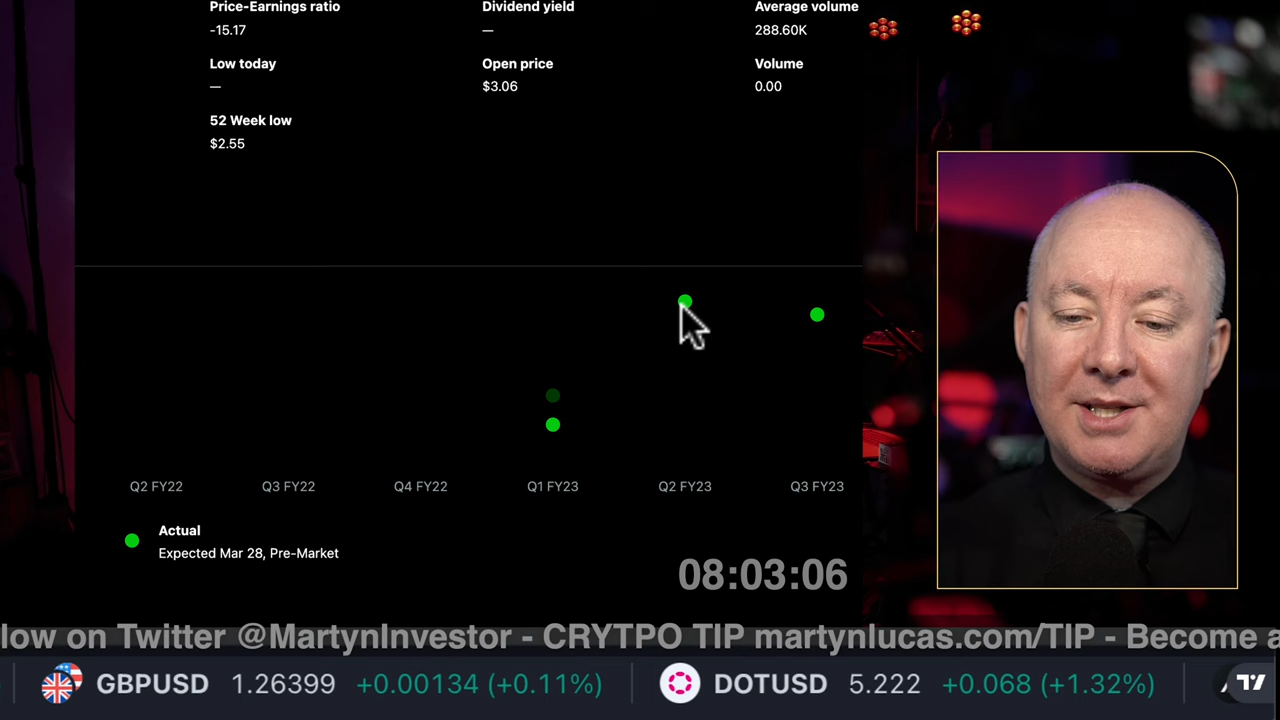 Price-Earnings ratio
-15.17
Dividend yield
—
Average volume
288.60K
Low today
—
Open price
$3.06
Volume
0.00
52 Week low
$2.55
Q2 FY22 Q3 FY22 Q4 FY22 Q1 FY23 Q2 FY23 Q3 FY23
Actual
Expected Mar 28, Pre-Market
08:03:06
low on Twitter @MartynInvestor - CRYTPO TIP martynlucas.com/TIP - Become a
GBPUSD 1.26399 +0.00134 (+0.11%) DOTUSD 5.222 +0.068 (+1.32%)